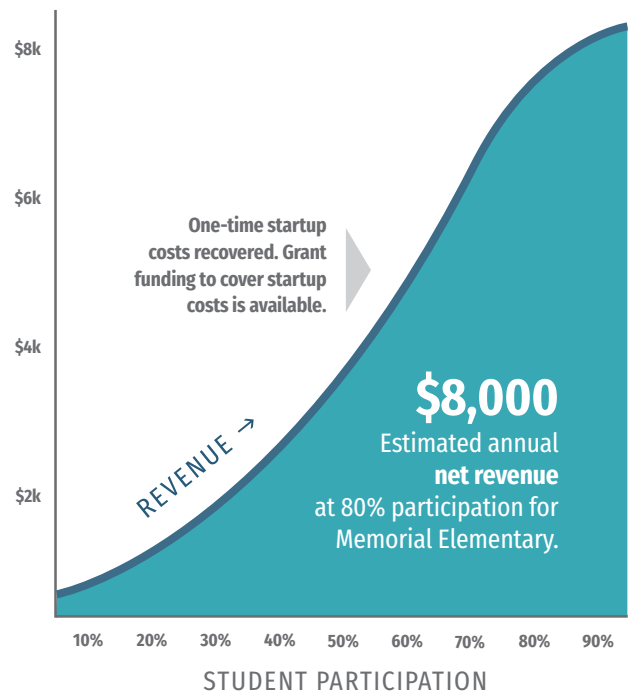 $8k
$6k
$4k
$2k
One-time startup
costs recovered. Grant
funding to cover startup
costs is available.
REVENUE →
$8,000
Estimated annual
net revenue
at 80% participation for
Memorial Elementary.
10% 20% 30% 40% 50% 60% 70% 80% 90%
STUDENT PARTICIPATION